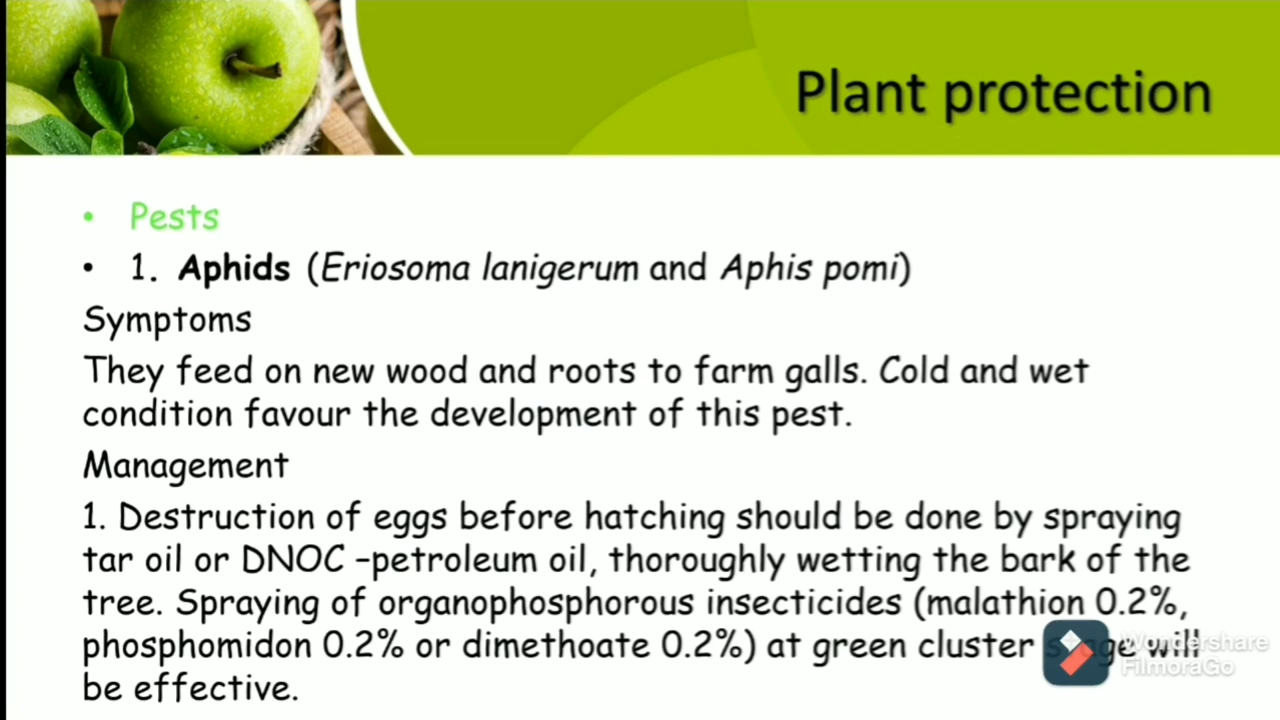 Plant protection
• Pests
• 1. Aphids (Eriosoma lanigerum and Aphis pomi)
Symptoms
They feed on new wood and roots to farm galls. Cold and wet
condition favour the development of this pest.
Management
1. Destruction of eggs before hatching should be done by spraying
tar oil or DNOC –petroleum oil, thoroughly wetting the bark of the
tree. Spraying of organophosphorous insecticides (malathion 0.2%,
phosphomidon 0.2% or dimethoate 0.2%) at green cluster stage will
be effective.
Wondershare
FilmoraGo